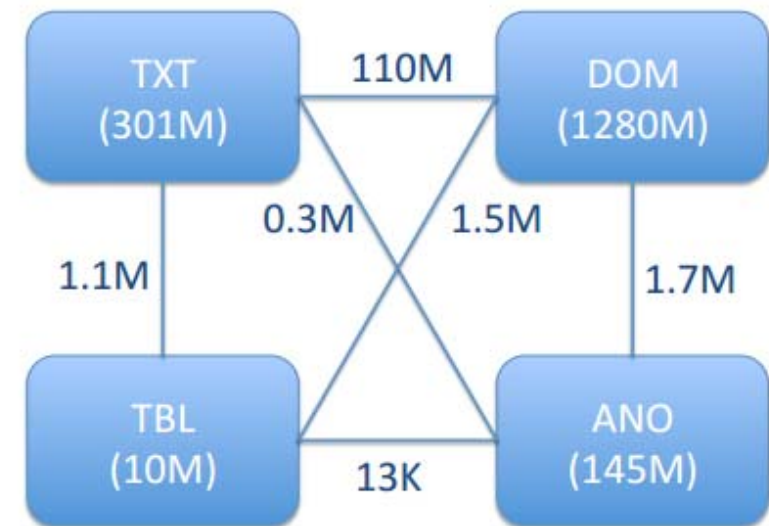 TXT
(301M)
110M
DOM
(1280M)
0.3M
1.5M
1.1M
1.7M
TBL
(10M)
13K
ANO
(145M)